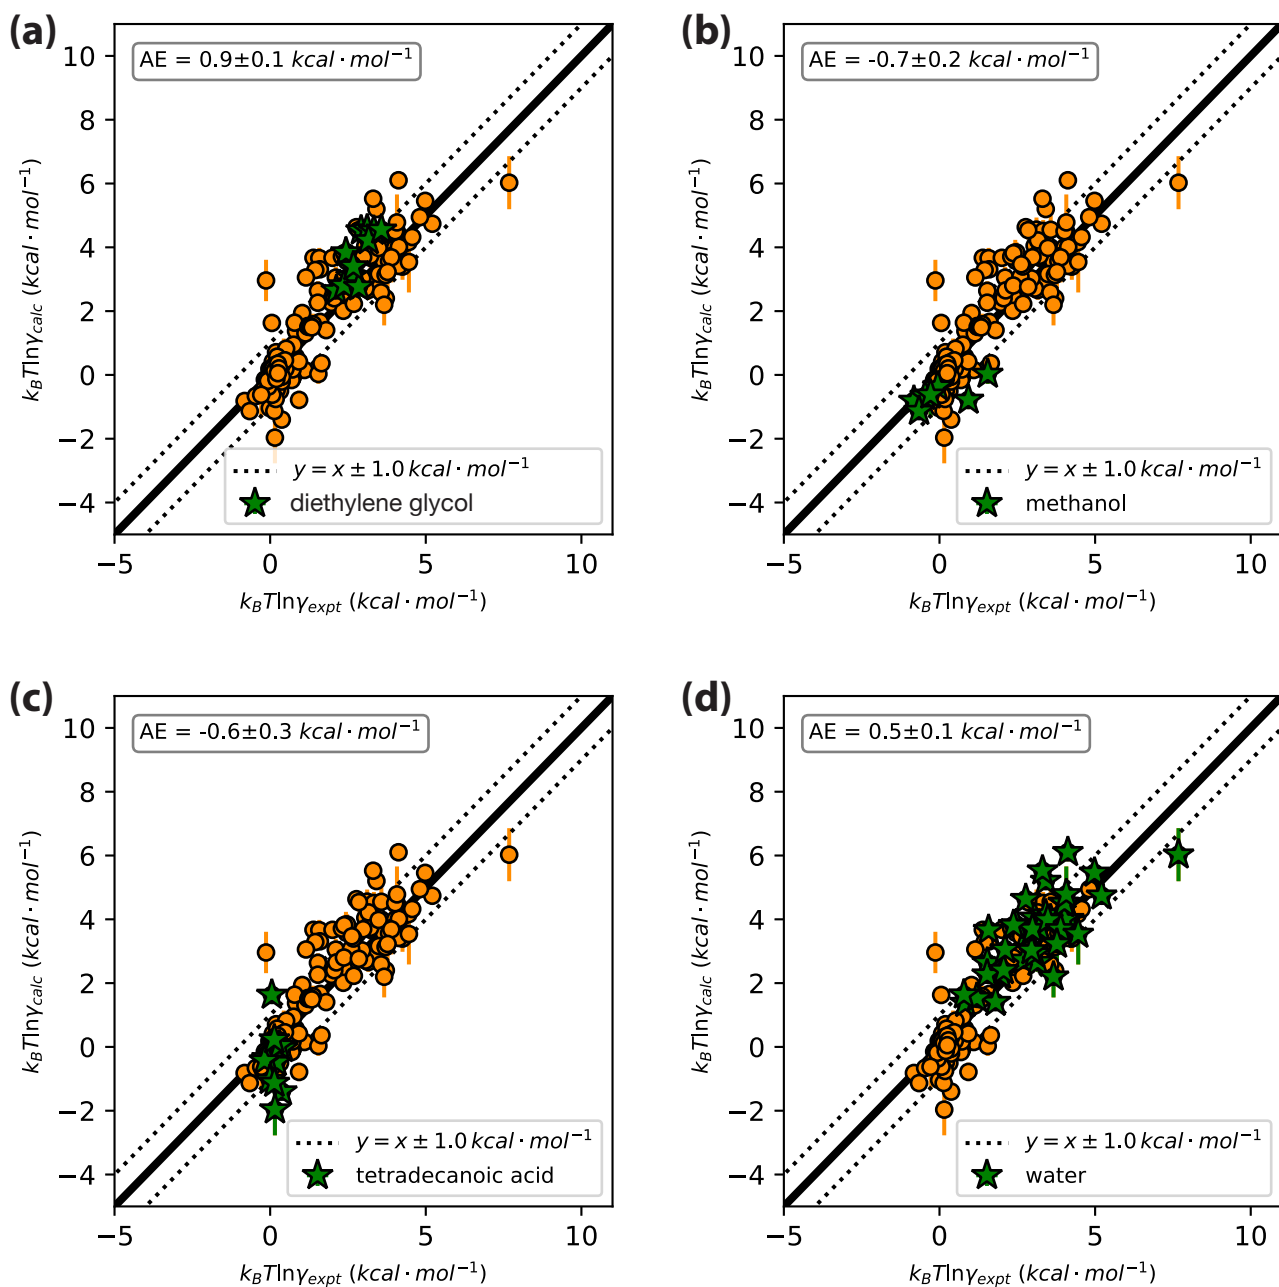 (a)
AE = 0.9±0.1 kcal · mol⁻¹
10
8
6
4
2
0
−2
−4
k_BTlnγ_calc (kcal · mol⁻¹)
y = x ± 1.0 kcal · mol⁻¹
diethylene glycol
−5 0 5 10
k_BTlnγ_expt (kcal · mol⁻¹)
(b)
AE = -0.7±0.2 kcal · mol⁻¹
10
8
6
4
2
0
−2
−4
k_BTlnγ_calc (kcal · mol⁻¹)
y = x ± 1.0 kcal · mol⁻¹
methanol
−5 0 5 10
k_BTlnγ_expt (kcal · mol⁻¹)
(c)
AE = -0.6±0.3 kcal · mol⁻¹
10
8
6
4
2
0
−2
−4
k_BTlnγ_calc (kcal · mol⁻¹)
y = x ± 1.0 kcal · mol⁻¹
tetradecanoic acid
−5 0 5 10
k_BTlnγ_expt (kcal · mol⁻¹)
(d)
AE = 0.5±0.1 kcal · mol⁻¹
10
8
6
4
2
0
−2
−4
k_BTlnγ_calc (kcal · mol⁻¹)
y = x ± 1.0 kcal · mol⁻¹
water
−5 0 5 10
k_BTlnγ_expt (kcal · mol⁻¹)